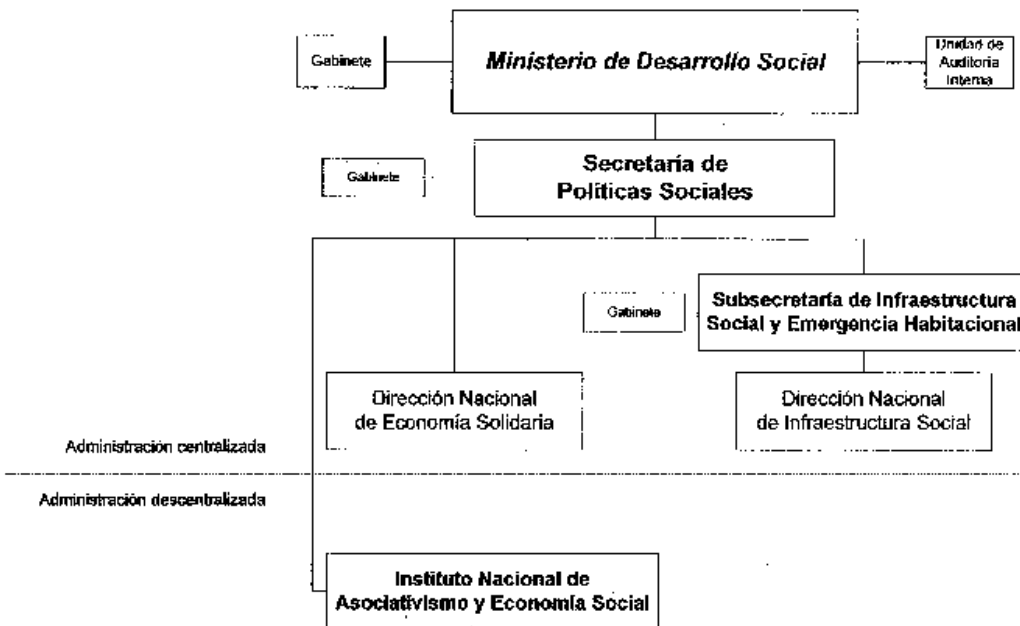 Gabinete
Ministerio de Desarrollo Social
Unidad de
Auditoría
Interna
Gabinete
Secretaría de
Políticas Sociales
Gabinete
Subsecretaría de Infraestructura
Social y Emergencia Habitacional
Dirección Nacional
de Economía Solidaria
Dirección Nacional
de Infraestructura Social
Administración centralizada
Administración descentralizada
Instituto Nacional de
Asociativismo y Economía Social